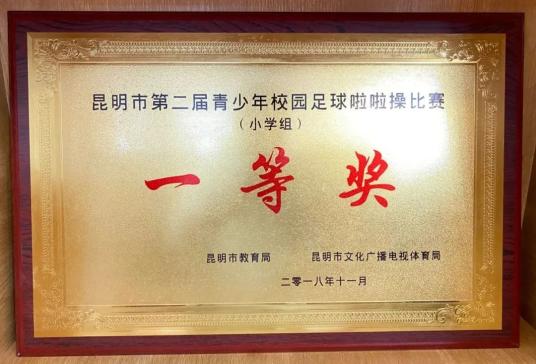 昆明市第二届青少年校园足球啦啦操比赛
（小学组）
一等奖
昆明市教育局 昆明市文化广播电视体育局
二零一八年十一月